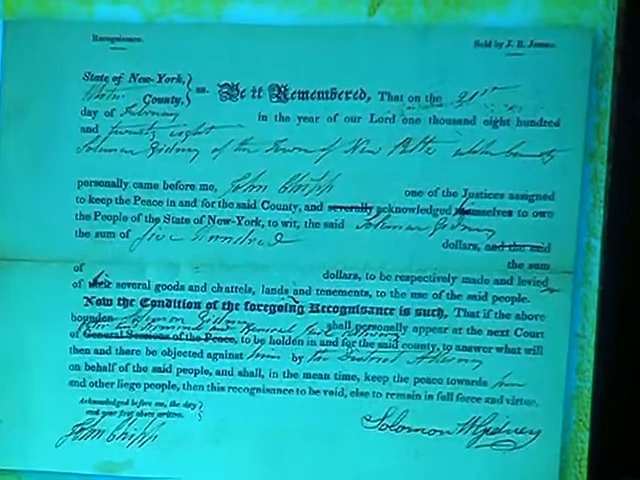 Recognisance.
Sold by J. R. James.
State of New-York,
Ulster County, ss. Be it Remembered, That on the 21st
day of February in the year of our Lord one thousand eight hundred
and twenty eight
Solomon Gidney of the Town of New Paltz Ulster County
personally came before me, John Chipp one of the Justices assigned
to keep the Peace in and for the said County, and severally acknowledged themselves to owe
the People of the State of New-York, to wit, the said Solomon Gidney
the sum of five hundred dollars, and the said
the sum
of dollars, to be respectively made and levied
of his several goods and chattels, lands and tenements, to the use of the said people.
Now the Condition of the foregoing Recognisance is such, That if the above
bounden Solomon Gidney shall personally appear at the next Court
of General Sessions of the Peace, to be holden in and for the said county, to answer what will
then and there be objected against him by the District Attorney
on behalf of the said people, and shall, in the mean time, keep the peace towards
and other liege people, then this recognisance to be void, else to remain in full force and virtue.
Acknowledged before me, the day
and year first above written.
John Chipp
Solomon W Gedney